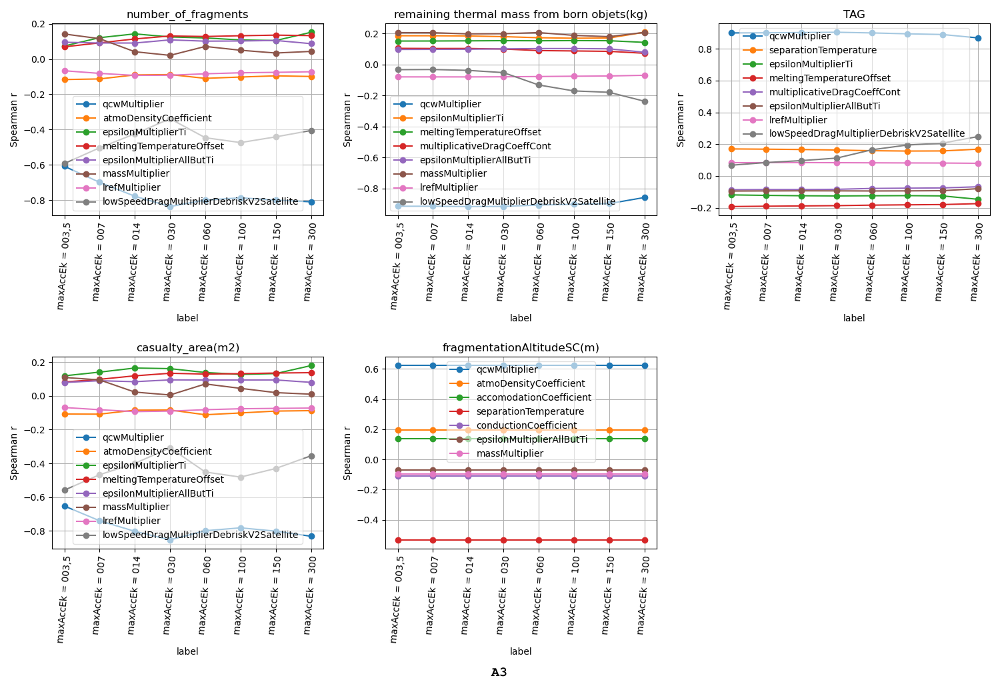 number_of_fragments
0.2
0.0
−0.2
−0.4
−0.6
−0.8
Spearman r
qcwMultiplier
atmoDensityCoefficient
epsilonMultiplierTi
meltingTemperatureOffset
epsilonMultiplierAllButTi
massMultiplier
lrefMultiplier
lowSpeedDragMultiplierDebriskV2Satellite
maxAccEk = 003,5
maxAccEk = 007
maxAccEk = 014
maxAccEk = 030
maxAccEk = 060
maxAccEk = 100
maxAccEk = 150
maxAccEk = 300
label
remaining thermal mass from born objets(kg)
0.2
0.0
−0.2
−0.4
−0.6
−0.8
Spearman r
qcwMultiplier
epsilonMultiplierTi
meltingTemperatureOffset
multiplicativeDragCoeffCont
epsilonMultiplierAllButTi
massMultiplier
lrefMultiplier
lowSpeedDragMultiplierDebriskV2Satellite
maxAccEk = 003,5
maxAccEk = 007
maxAccEk = 014
maxAccEk = 030
maxAccEk = 060
maxAccEk = 100
maxAccEk = 150
maxAccEk = 300
label
TAG
0.8
0.6
0.4
0.2
0.0
−0.2
Spearman r
qcwMultiplier
separationTemperature
epsilonMultiplierTi
meltingTemperatureOffset
multiplicativeDragCoeffCont
epsilonMultiplierAllButTi
lrefMultiplier
lowSpeedDragMultiplierDebriskV2Satellite
maxAccEk = 003,5
maxAccEk = 007
maxAccEk = 014
maxAccEk = 030
maxAccEk = 060
maxAccEk = 100
maxAccEk = 150
maxAccEk = 300
label
casualty_area(m2)
0.2
0.0
−0.2
−0.4
−0.6
−0.8
Spearman r
qcwMultiplier
atmoDensityCoefficient
epsilonMultiplierTi
meltingTemperatureOffset
epsilonMultiplierAllButTi
massMultiplier
lrefMultiplier
lowSpeedDragMultiplierDebriskV2Satellite
maxAccEk = 003,5
maxAccEk = 007
maxAccEk = 014
maxAccEk = 030
maxAccEk = 060
maxAccEk = 100
maxAccEk = 150
maxAccEk = 300
label
fragmentationAltitudeSC(m)
0.6
0.4
0.2
0.0
−0.2
−0.4
Spearman r
qcwMultiplier
atmoDensityCoefficient
accomodationCoefficient
separationTemperature
conductionCoefficient
epsilonMultiplierAllButTi
massMultiplier
maxAccEk = 003,5
maxAccEk = 007
maxAccEk = 014
maxAccEk = 030
maxAccEk = 060
maxAccEk = 100
maxAccEk = 150
maxAccEk = 300
label
A3